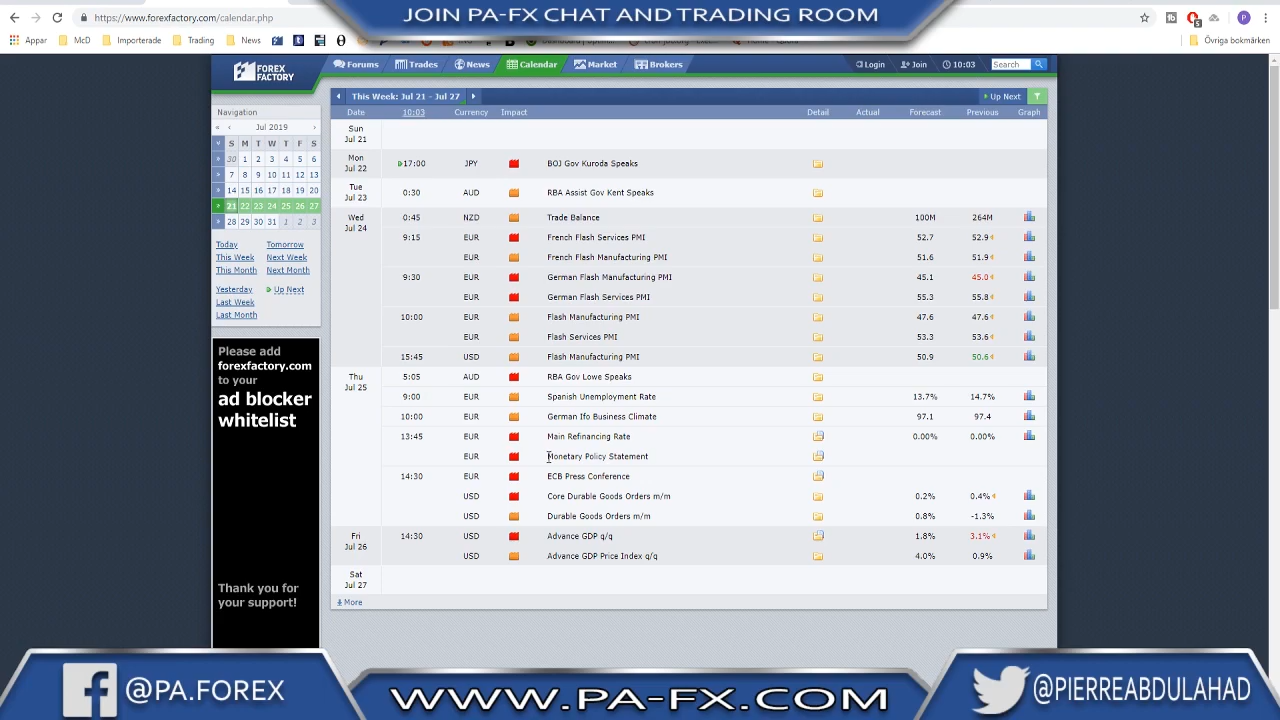 JOIN PA-FX CHAT AND TRADING ROOM
https://www.forexfactory.com/calendar.php
Appar McD Importerade Trading News Övriga bokmärken
FOREX FACTORY
Forums Trades News Calendar Market Brokers Login Join 10:03 Search
Navigation
Jul 2019
S M T W T F S
30 1 2 3 4 5 6
7 8 9 10 11 12 13
14 15 16 17 18 19 20
21 22 23 24 25 26 27
28 29 30 31 1 2 3
Today Tomorrow
This Week Next Week
This Month Next Month
Yesterday Up Next
Last Week
Last Month
Please add
forexfactory.com
to your
ad blocker
whitelist
Thank you for
your support!
This Week: Jul 21 - Jul 27 Up Next
Date 10:03 Currency Impact Detail Actual Forecast Previous Graph
Sun
Jul 21
Mon
Jul 22
17:00 JPY BOJ Gov Kuroda Speaks
Tue
Jul 23
0:30 AUD RBA Assist Gov Kent Speaks
Wed
Jul 24
0:45 NZD Trade Balance 100M 264M
9:15 EUR French Flash Services PMI 52.7 52.9
EUR French Flash Manufacturing PMI 51.6 51.9
9:30 EUR German Flash Manufacturing PMI 45.1 45.0
EUR German Flash Services PMI 55.3 55.8
10:00 EUR Flash Manufacturing PMI 47.6 47.6
EUR Flash Services PMI 53.3 53.6
15:45 USD Flash Manufacturing PMI 50.9 50.6
Thu
Jul 25
5:05 AUD RBA Gov Lowe Speaks
9:00 EUR Spanish Unemployment Rate 13.7% 14.7%
10:00 EUR German Ifo Business Climate 97.1 97.4
13:45 EUR Main Refinancing Rate 0.00% 0.00%
EUR Monetary Policy Statement
14:30 EUR ECB Press Conference
USD Core Durable Goods Orders m/m 0.2% 0.4%
USD Durable Goods Orders m/m 0.8% -1.3%
Fri
Jul 26
14:30 USD Advance GDP q/q 1.8% 3.1%
USD Advance GDP Price Index q/q 4.0% 0.9%
Sat
Jul 27
More
@PA.FOREX
WWW.PA-FX.COM
@PIERREABDULAHAD